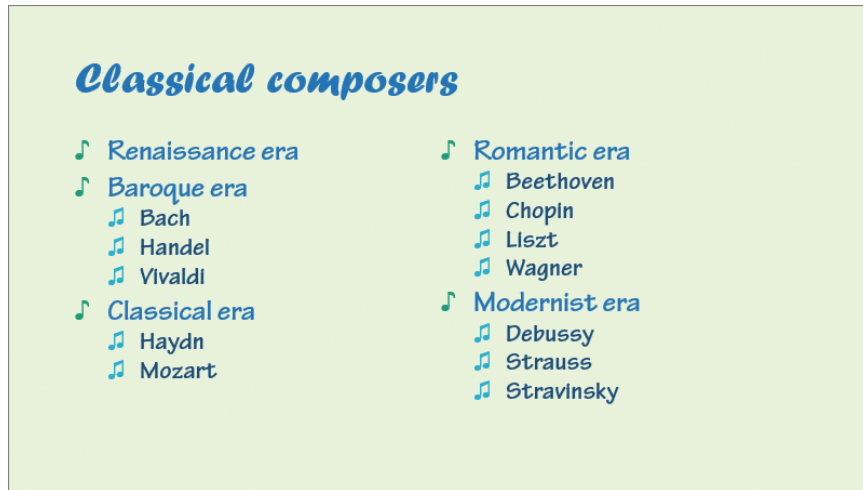 Classical composers
♪ Renaissance era
♪ Baroque era
♫ Bach
♫ Handel
♫ Vivaldi
♪ Classical era
♫ Haydn
♫ Mozart
♪ Romantic era
♫ Beethoven
♫ Chopin
♫ Liszt
♫ Wagner
♪ Modernist era
♫ Debussy
♫ Strauss
♫ Stravinsky